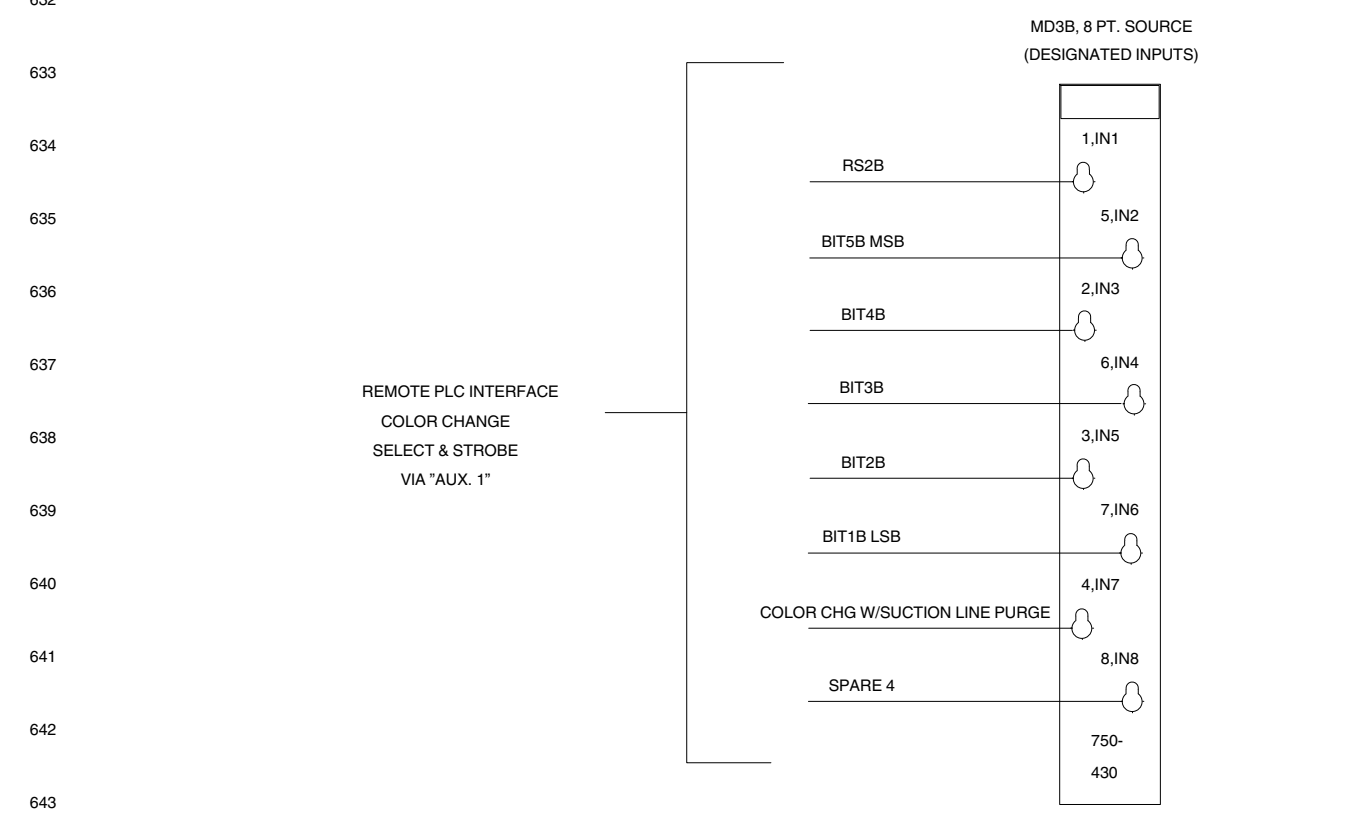 632
MD3B, 8 PT. SOURCE
(DESIGNATED INPUTS)
633
634
1,IN1
RS2B
635
5,IN2
BIT5B MSB
636
2,IN3
BIT4B
637
6,IN4
BIT3B
REMOTE PLC INTERFACE
COLOR CHANGE
SELECT & STROBE
VIA ”AUX. 1”
638
3,IN5
BIT2B
639
7,IN6
BIT1B LSB
640
4,IN7
COLOR CHG W/SUCTION LINE PURGE
641
8,IN8
SPARE 4
642
750-
430
643